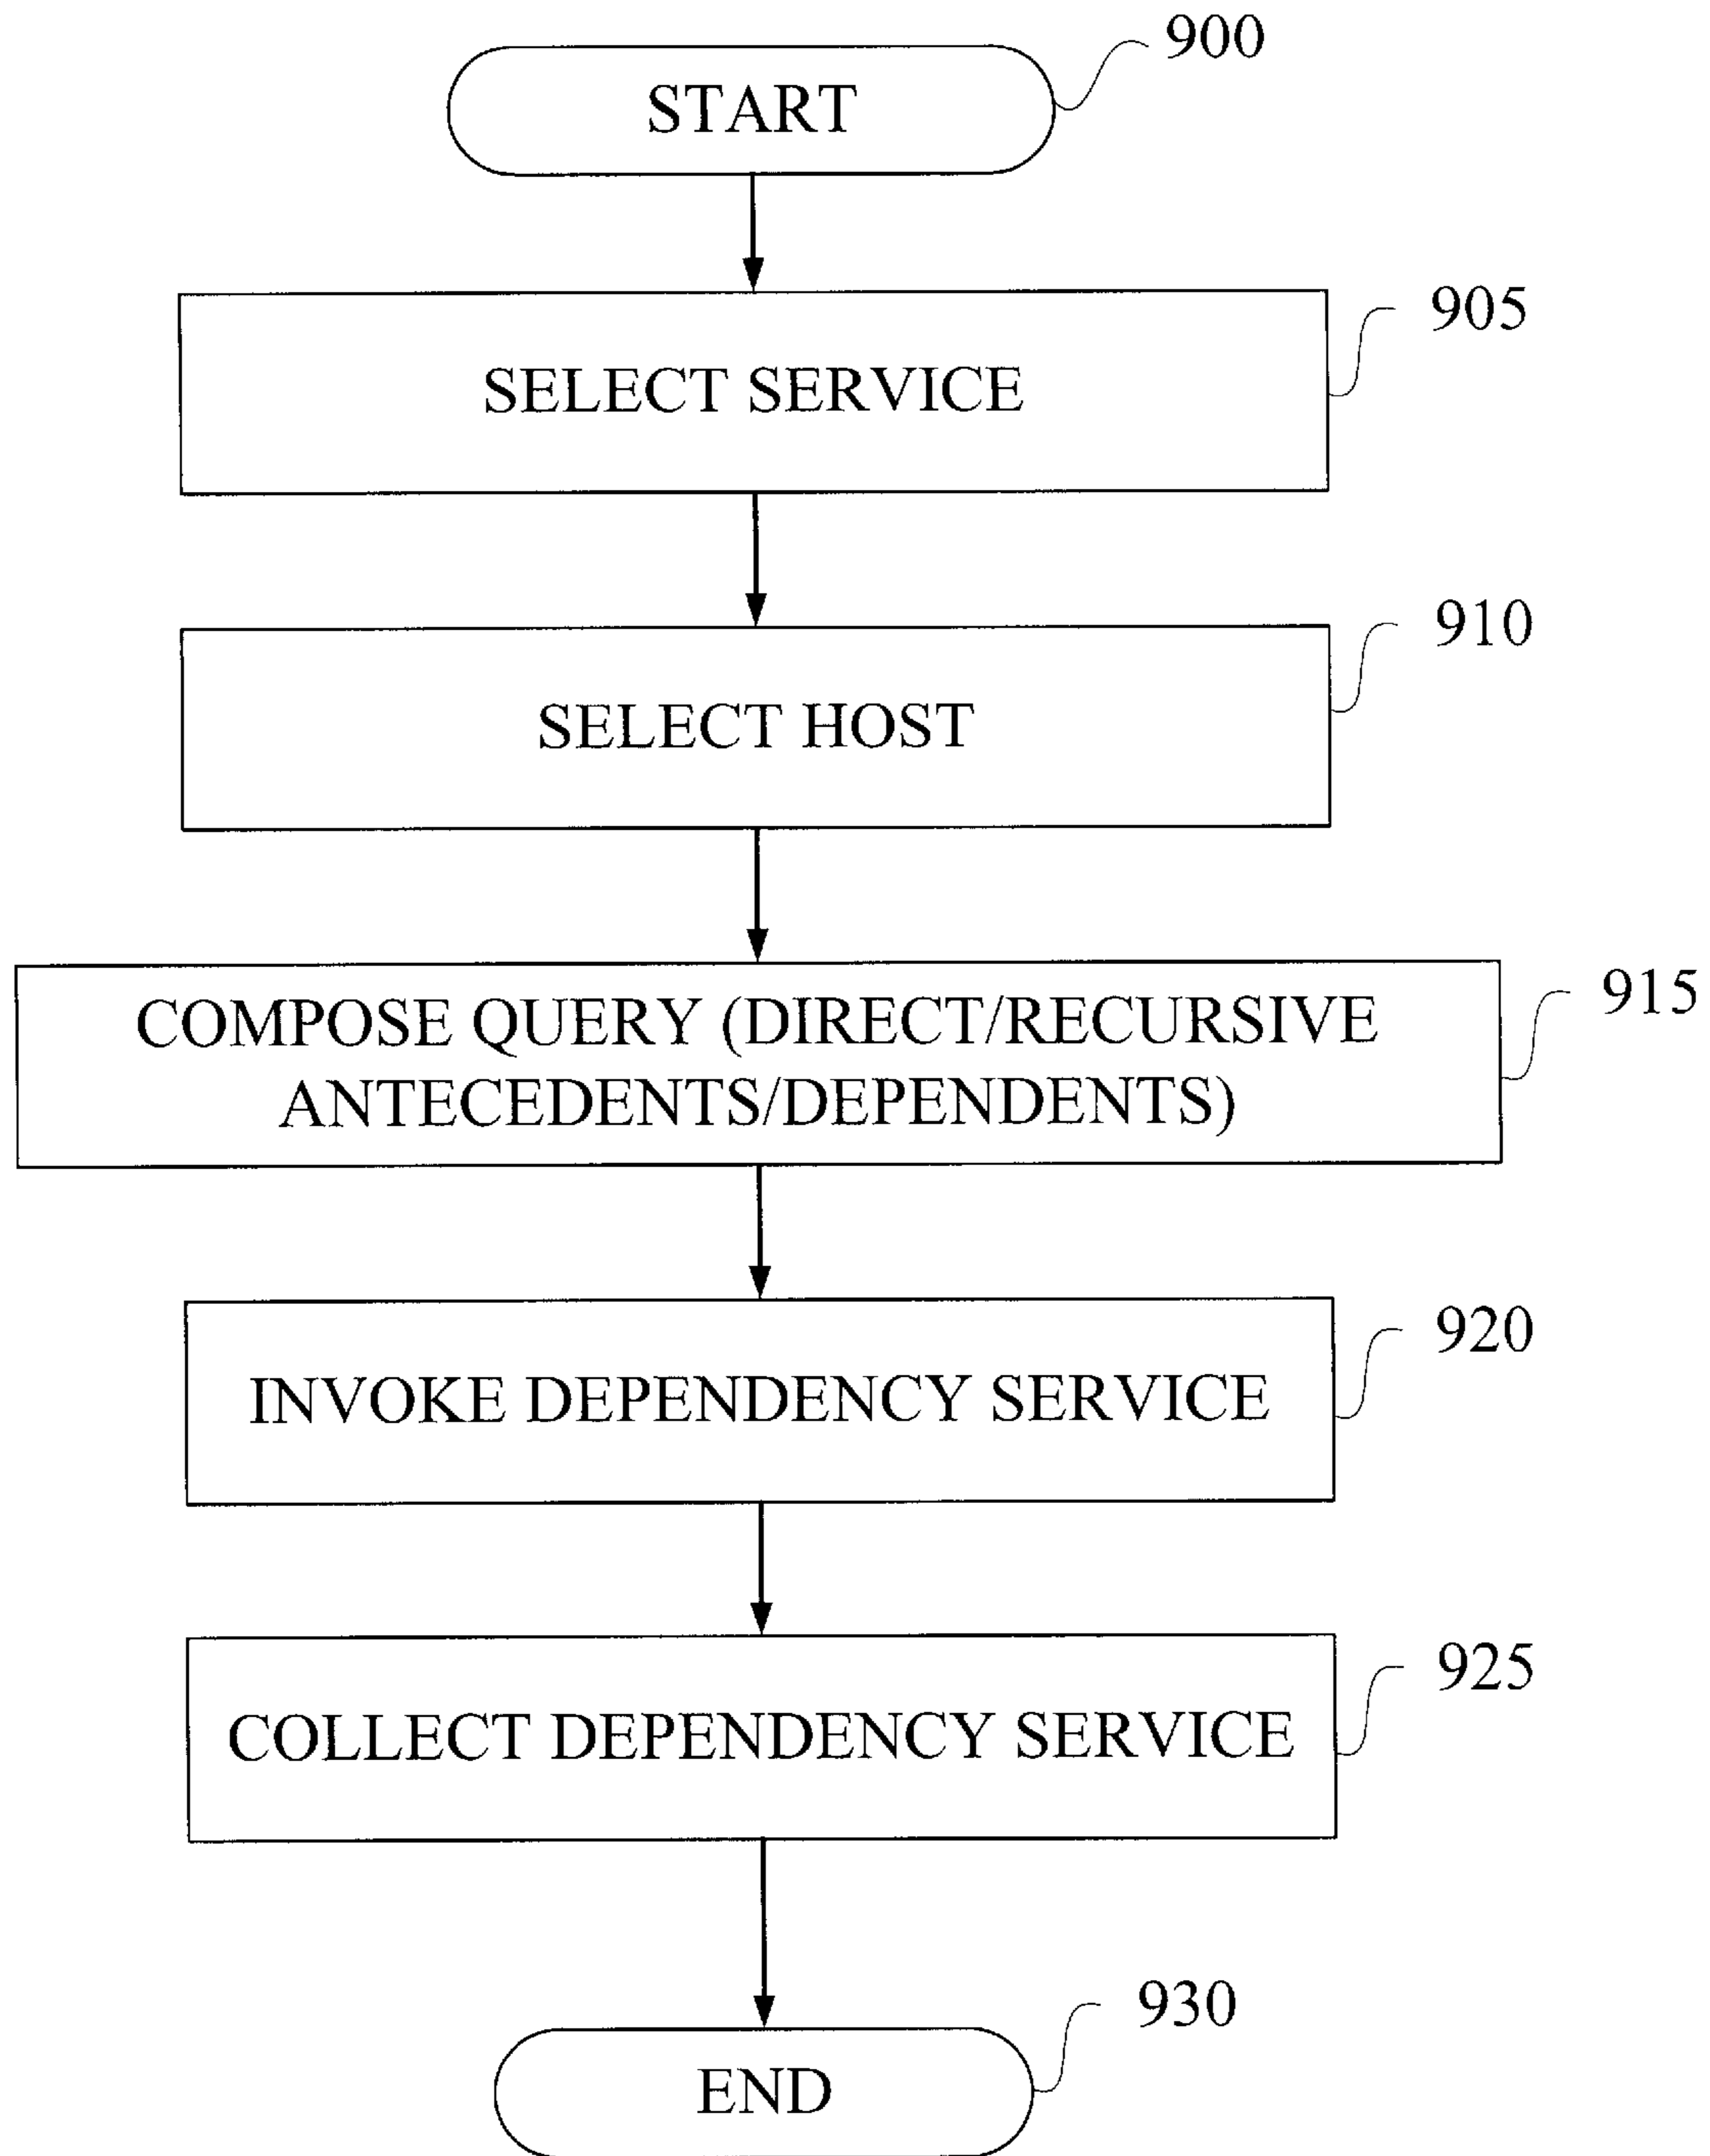 900
START
905
SELECT SERVICE
910
SELECT HOST
915
COMPOSE QUERY (DIRECT/RECURSIVE
ANTECEDENTS/DEPENDENTS)
920
INVOKE DEPENDENCY SERVICE
925
COLLECT DEPENDENCY SERVICE
930
END